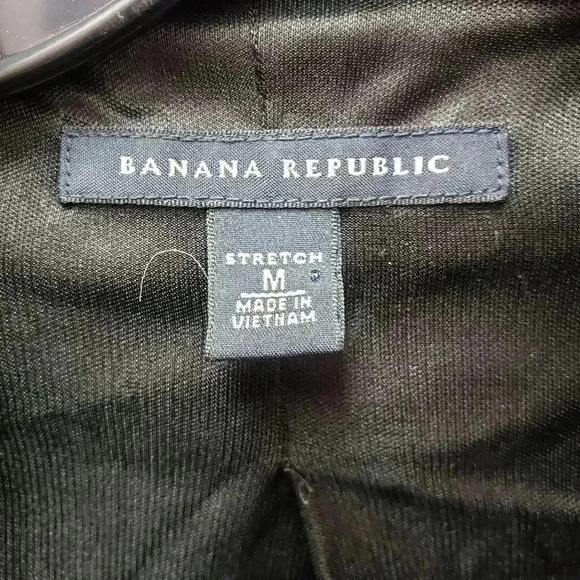 BANANA REPUBLIC
STRETCH
M
MADE IN
VIETNAM